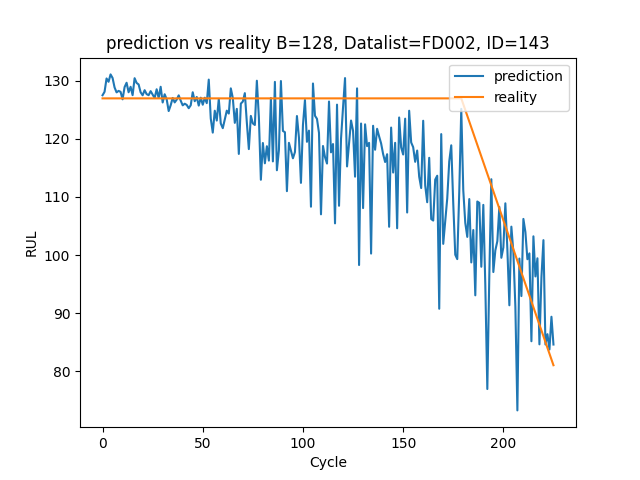 prediction vs reality B=128, Datalist=FD002, ID=143
prediction
reality
130
120
110
100
90
80
RUL
0 50 100 150 200
Cycle